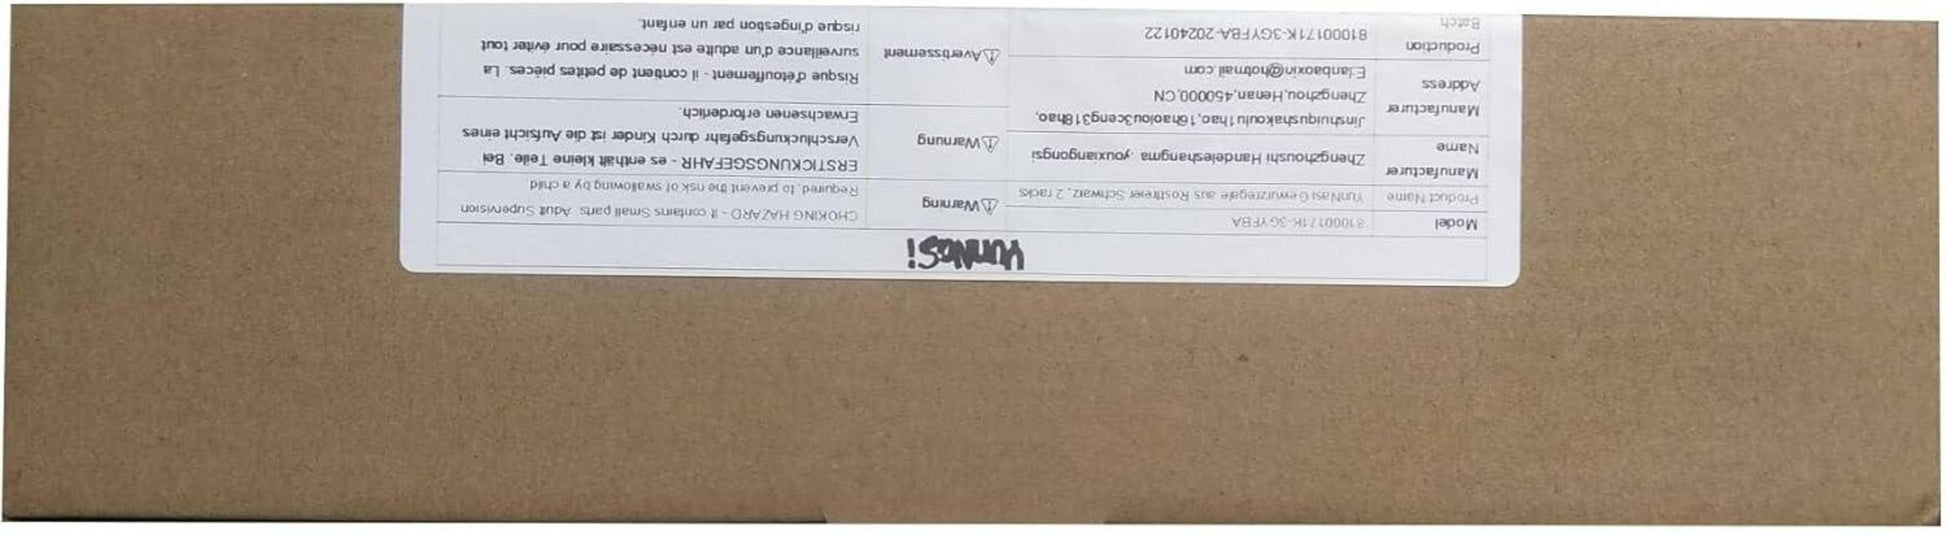 YunNasi
Model
81000171K-3GYFBA
Product Name
YunNasi Gewürzregale aus Rostfreier Schwarz, 2 racks
Manufacturer
Name
Zhengzhoushi Handeleshangma youxiangongsi
Manufacturer
Address
Jinshuiqushakoulu1hao,16haolou3ceng318hao,
Zhengzhou,Henan,450000,CN
E:lanbaoxin@hotmail.com
Production
Batch
81000171K-3GYFBA-20240122
⚠Warning
CHOKING HAZARD - it contains Small parts. Adult Supervision
Required, to prevent the risk of swallowing by a child
⚠Warnung
ERSTICKUNGSGEFAHR - es enthält kleine Teile. Bei
Verschluckungsgefahr durch Kinder ist die Aufsicht eines
Erwachsenen erforderlich.
⚠Avertissement
Risque d'étouffement - il contient de petites pièces. La
surveillance d'un adulte est nécessaire pour éviter tout
risque d'ingestion par un enfant.